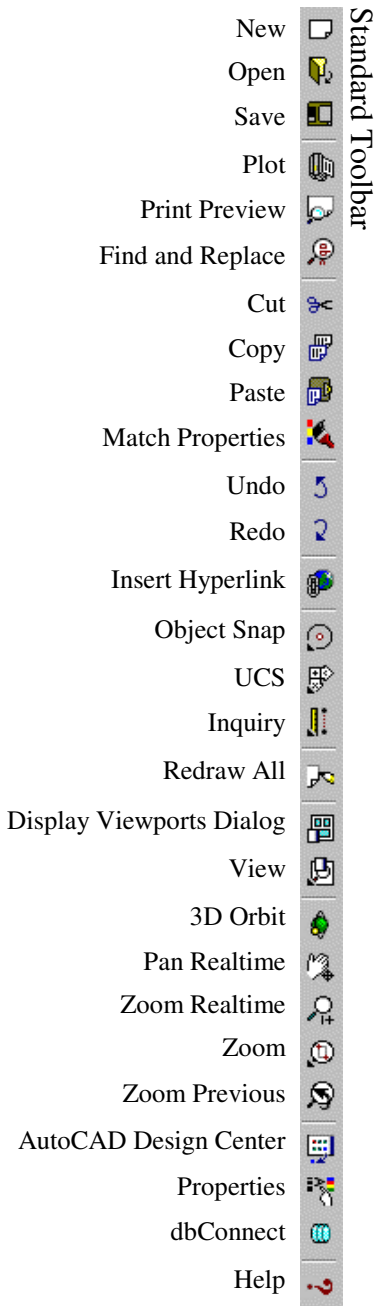 Standard Toolbar
New
Open
Save
Plot
Print Preview
Find and Replace
Cut
Copy
Paste
Match Properties
Undo
Redo
Insert Hyperlink
Object Snap
UCS
Inquiry
Redraw All
Display Viewports Dialog
View
3D Orbit
Pan Realtime
Zoom Realtime
Zoom
Zoom Previous
AutoCAD Design Center
Properties
dbConnect
Help